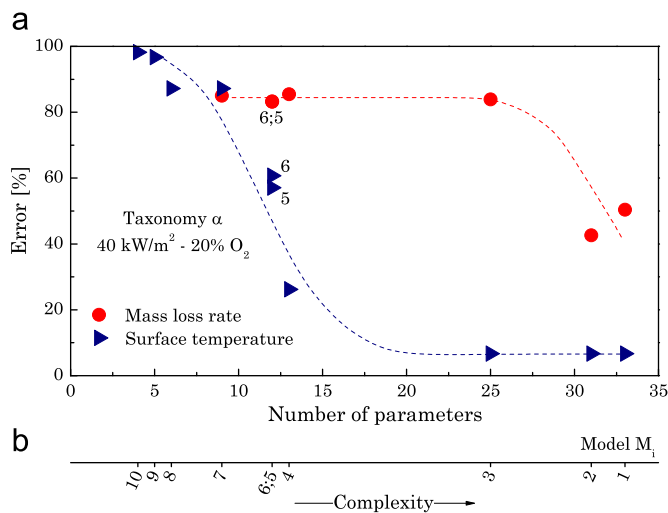 a
100
80
60
40
20
0
Error [%]
6;5
6
5
Taxonomy α
40 kW/m² - 20% O₂
Mass loss rate
Surface temperature
0 5 10 15 20 25 30 35
Number of parameters
b
Model Mᵢ
10 9 8 7 6;5 4 3 2 1
Complexity